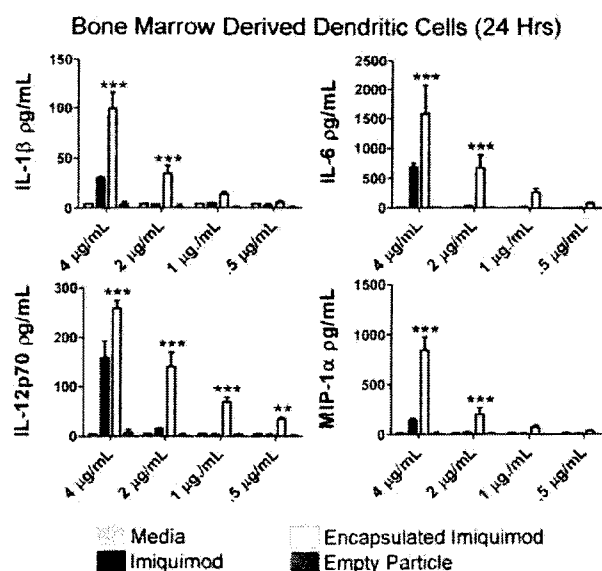 Bone Marrow Derived Dendritic Cells (24 Hrs)
IL-1β ρg/mL
150
100
50
0
***
***
4 µg/mL
2 µg/mL
1 µg/mL
.5 µg/mL
IL-6 ρg/mL
2500
2000
1500
1000
500
0
***
***
4 µg/mL
2 µg/mL
1 µg./mL
.5 µg/mL
IL-12p70 ρg/mL
300
200
100
0
***
***
***
**
4 µg/mL
2 µg/mL
1 µg/mL
.5 µg/mL
MIP-1α ρg/mL
1500
1000
500
0
***
***
4 µg/mL
2 µg/mL
1 µg/mL
.5 µg/mL
Media
Encapsulated Imiquimod
Imiquimod
Empty Particle